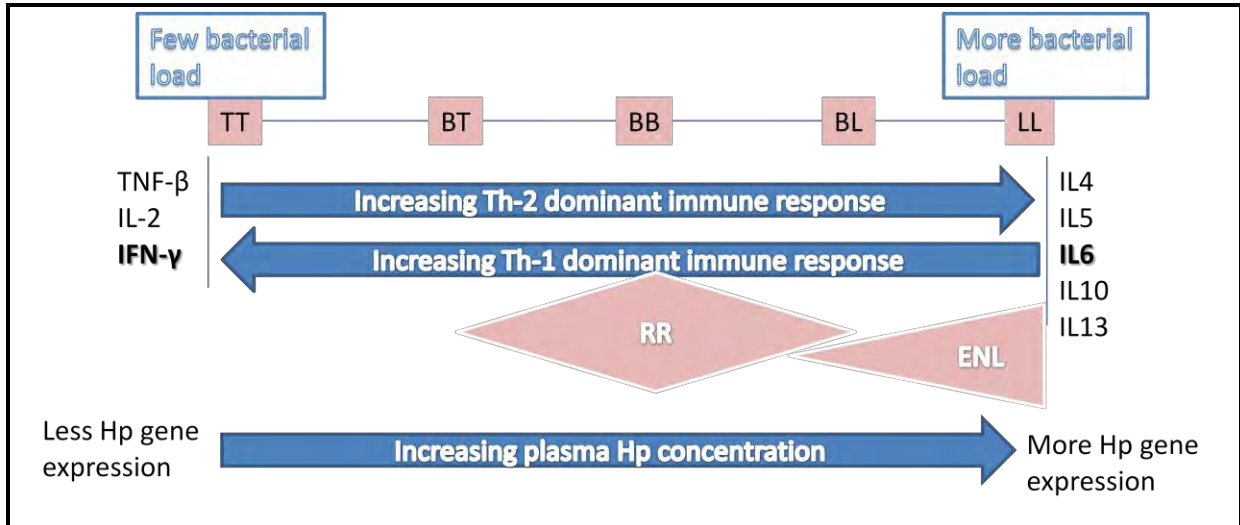 Few bacterial
load
More bacterial
load
TT
BT
BB
BL
LL
TNF-β
IL-2
IFN-γ
Increasing Th-2 dominant immune response
Increasing Th-1 dominant immune response
IL4
IL5
IL6
IL10
IL13
RR
ENL
Less Hp gene
expression
Increasing plasma Hp concentration
More Hp gene
expression